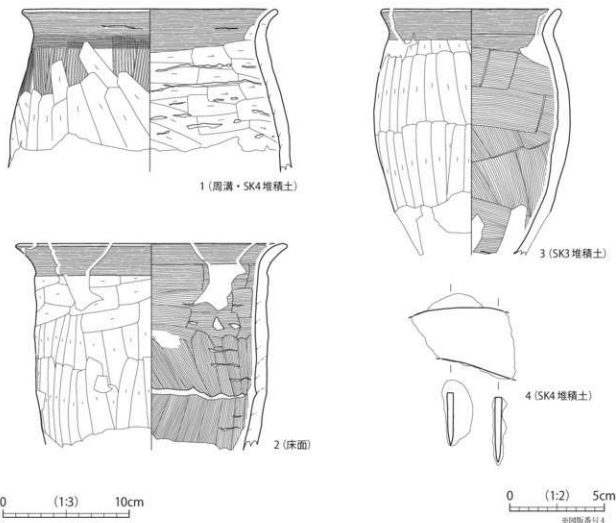 1 (周溝・SK4 堆積土)
3 (SK3 堆積土)
2 (床面)
4 (SK4 堆積土)
0 (1:3) 10cm
0 (1:2) 5cm